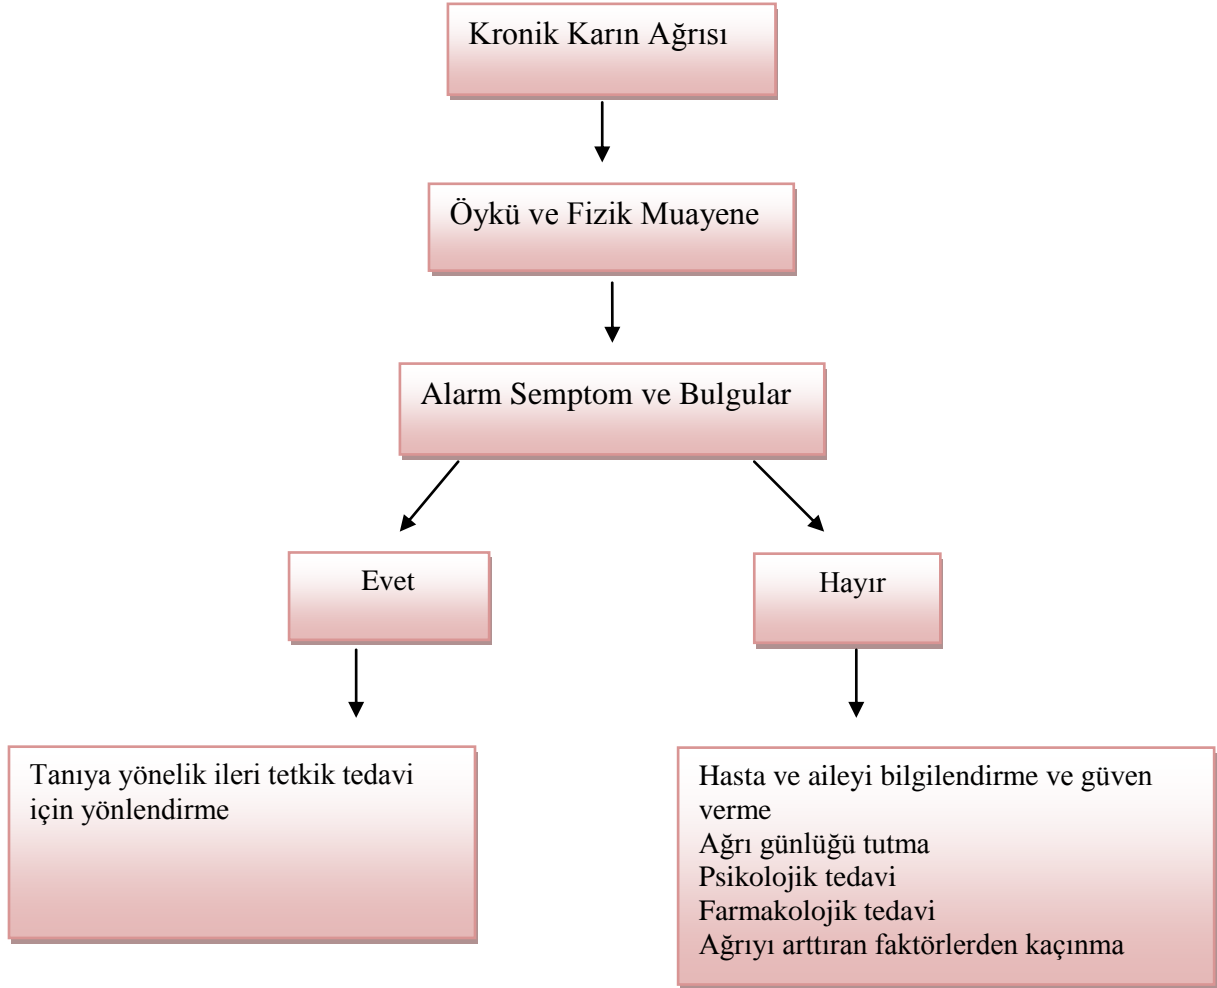 Kronik Karın Ağrısı
Öykü ve Fizik Muayene
Alarm Semptom ve Bulgular
Evet
Hayır
Tanıya yönelik ileri tetkik tedavi
için yönlendirme
Hasta ve aileyi bilgilendirme ve güven
verme
Ağrı günlüğü tutma
Psikolojik tedavi
Farmakolojik tedavi
Ağrıyı arttıran faktörlerden kaçınma